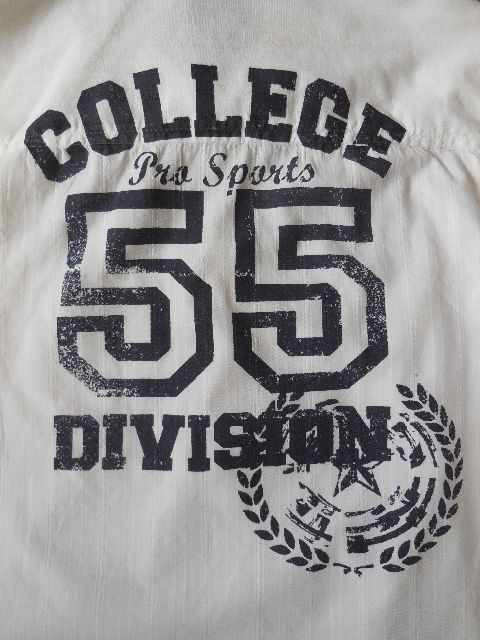 COLLEGE
Pro Sports
55
DIVISION